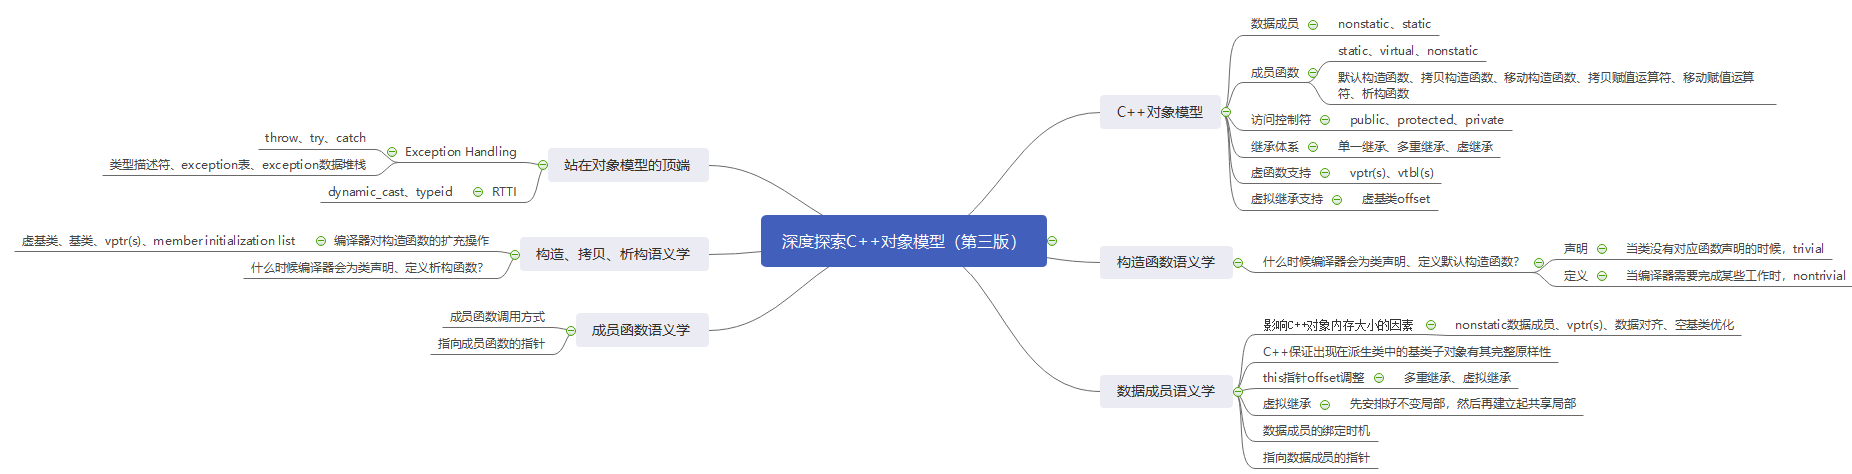 深度探索C++对象模型（第三版）
C++对象模型
数据成员
nonstatic、static
成员函数
static、virtual、nonstatic
默认构造函数、拷贝构造函数、移动构造函数、拷贝赋值运算符、移动赋值运算
符、析构函数
访问控制符
public、protected、private
继承体系
单一继承、多重继承、虚继承
虚函数支持
vptr(s)、vtbl(s)
虚拟继承支持
虚基类offset
构造函数语义学
什么时候编译器会为类声明、定义默认构造函数？
声明
当类没有对应函数声明的时候，trivial
定义
当编译器需要完成某些工作时，nontrivial
数据成员语义学
影响C++对象内存大小的因素
nonstatic数据成员、vptr(s)、数据对齐、空基类优化
C++保证出现在派生类中的基类子对象有其完整原样性
this指针offset调整
多重继承、虚拟继承
虚拟继承
先安排好不变局部，然后再建立起共享局部
数据成员的绑定时机
指向数据成员的指针
站在对象模型的顶端
Exception Handling
throw、try、catch
类型描述符、exception表、exception数据堆栈
RTTI
dynamic_cast、typeid
构造、拷贝、析构语义学
编译器对构造函数的扩充操作
虚基类、基类、vptr(s)、member initialization list
什么时候编译器会为类声明、定义析构函数？
成员函数语义学
成员函数调用方式
指向成员函数的指针